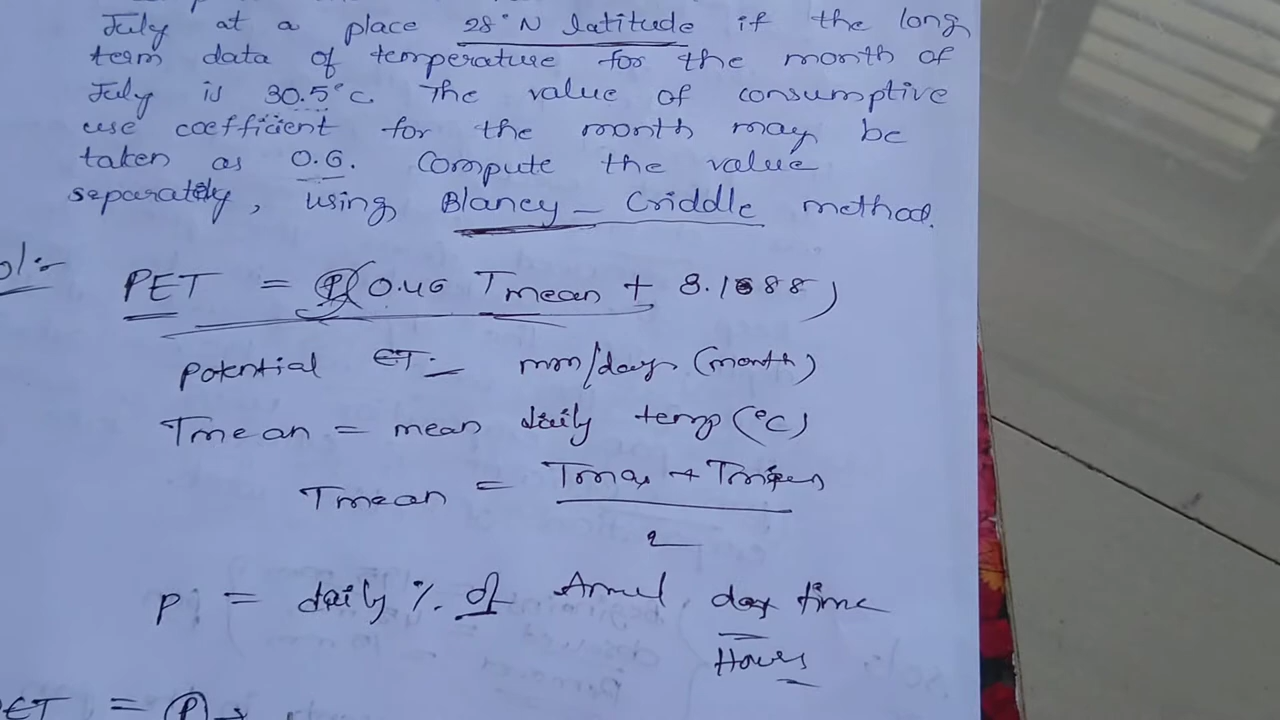 July at a place 28°N latitude if the long
term data of temperature for the month of
July is 30.5°C. The value of consumptive
use coefficient for the month may be
taken as 0.6. Compute the value
separately, using Blaney - Criddle method.
PET = P(0.46 Tmean + 8.1688)
Potential ET:- mm/day (month)
Tmean = mean daily temp (°C)
Tmean = Tmax + Tmin
2
P = daily % of Annual day time
Hours
PET = P